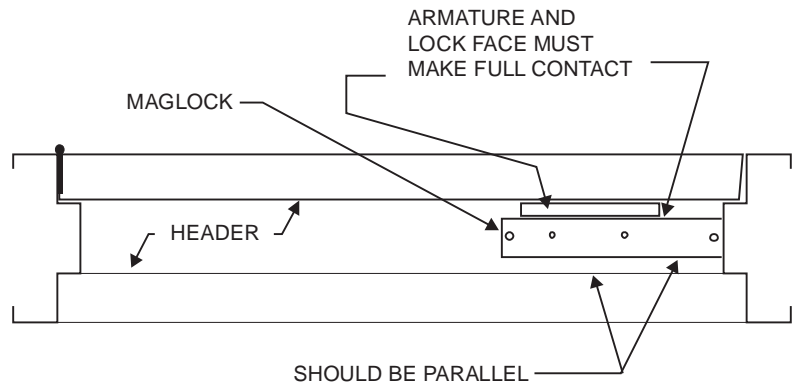 ARMATURE AND
LOCK FACE MUST
MAKE FULL CONTACT
MAGLOCK
HEADER
SHOULD BE PARALLEL